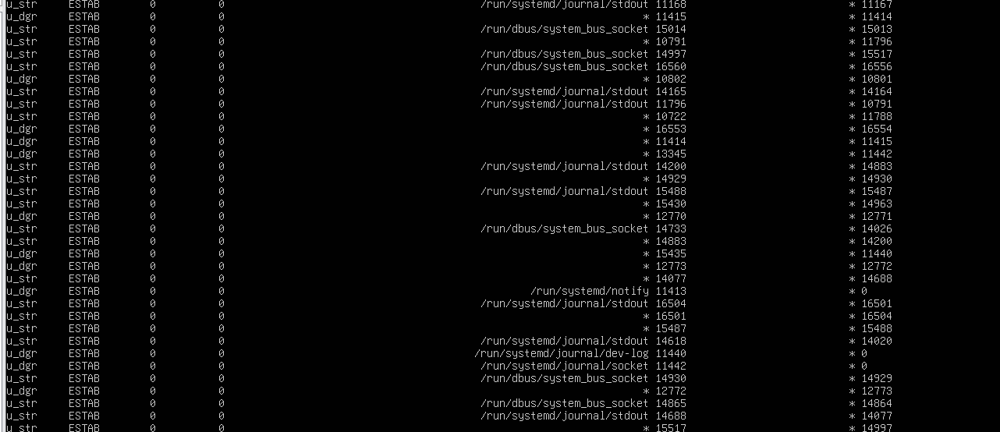 u_str ESTAB 0 0 /run/systemd/journal/stdout 11168 * 11167
u_dgr ESTAB 0 0 * 11415 * 11414
u_str ESTAB 0 0 /run/dbus/system_bus_socket 15014 * 15013
u_str ESTAB 0 0 * 10791 * 11796
u_str ESTAB 0 0 /run/dbus/system_bus_socket 14997 * 15517
u_str ESTAB 0 0 /run/dbus/system_bus_socket 16560 * 16556
u_dgr ESTAB 0 0 * 10802 * 10801
u_str ESTAB 0 0 /run/systemd/journal/stdout 14165 * 14164
u_str ESTAB 0 0 /run/systemd/journal/stdout 11796 * 10791
u_str ESTAB 0 0 * 10722 * 11788
u_dgr ESTAB 0 0 * 16553 * 16554
u_dgr ESTAB 0 0 * 11414 * 11415
u_dgr ESTAB 0 0 * 13345 * 11442
u_str ESTAB 0 0 /run/systemd/journal/stdout 14200 * 14883
u_str ESTAB 0 0 * 14929 * 14930
u_str ESTAB 0 0 /run/systemd/journal/stdout 15488 * 15487
u_str ESTAB 0 0 * 15430 * 14963
u_dgr ESTAB 0 0 * 12770 * 12771
u_str ESTAB 0 0 /run/dbus/system_bus_socket 14733 * 14026
u_str ESTAB 0 0 * 14883 * 14200
u_dgr ESTAB 0 0 * 15435 * 11440
u_dgr ESTAB 0 0 * 12773 * 12772
u_str ESTAB 0 0 * 14077 * 14688
u_dgr ESTAB 0 0 /run/systemd/notify 11413 * 0
u_str ESTAB 0 0 /run/systemd/journal/stdout 16504 * 16501
u_str ESTAB 0 0 * 16501 * 16504
u_str ESTAB 0 0 * 15487 * 15488
u_str ESTAB 0 0 /run/systemd/journal/stdout 14618 * 14020
u_dgr ESTAB 0 0 /run/systemd/journal/dev-log 11440 * 0
u_dgr ESTAB 0 0 /run/systemd/journal/socket 11442 * 0
u_str ESTAB 0 0 /run/dbus/system_bus_socket 14930 * 14929
u_dgr ESTAB 0 0 * 12772 * 12773
u_str ESTAB 0 0 /run/dbus/system_bus_socket 14865 * 14864
u_str ESTAB 0 0 /run/systemd/journal/stdout 14688 * 14077
u_str ESTAB 0 0 * 15517 * 14997